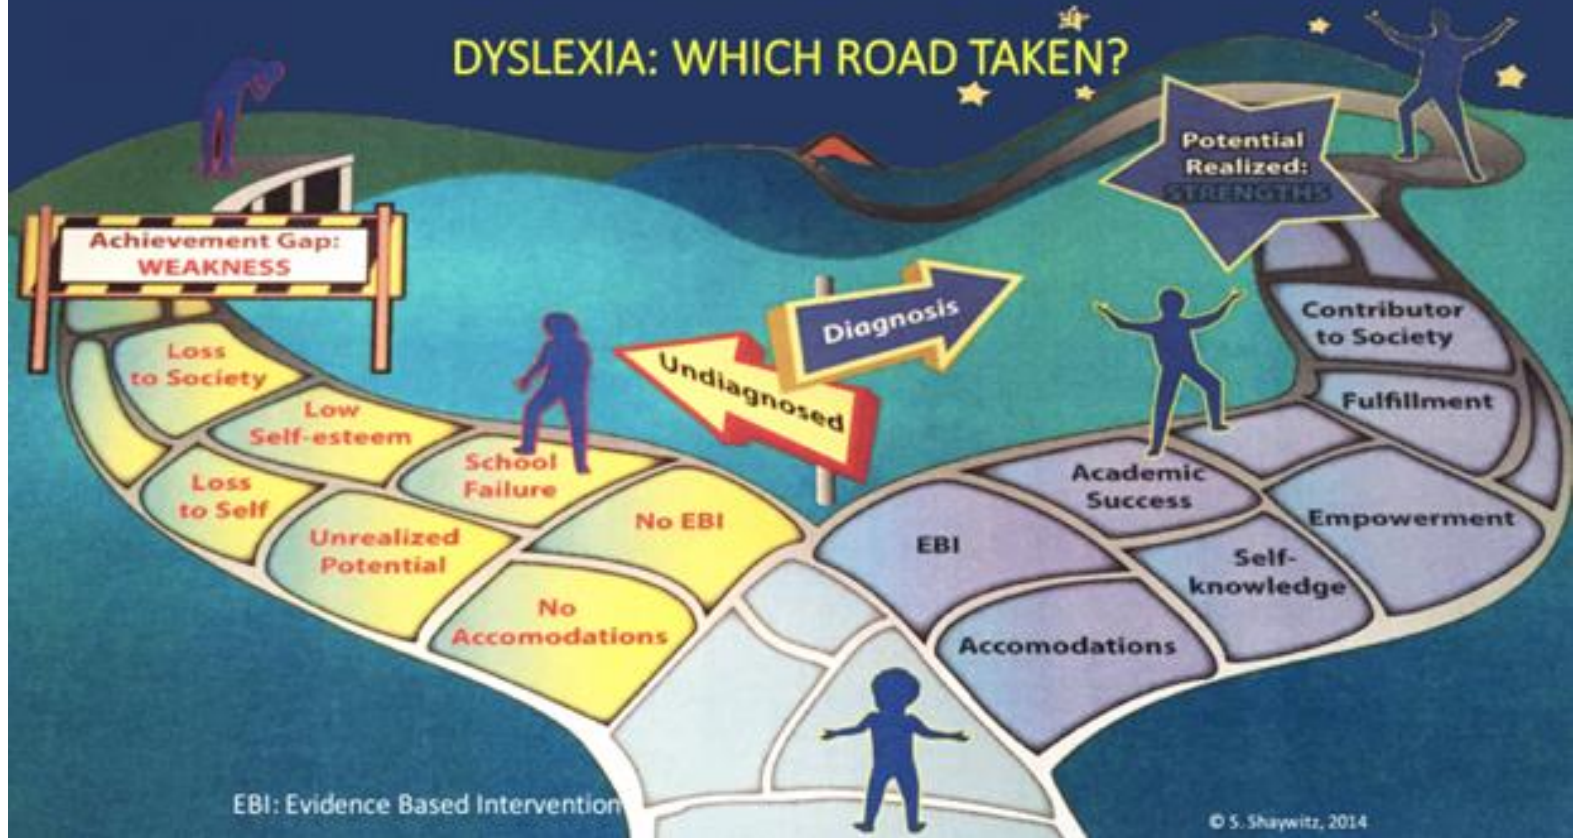 DYSLEXIA: WHICH ROAD TAKEN?
Potential
Realized:
STRENGTHS
Achievement Gap:
WEAKNESS
Diagnosis
Undiagnosed
Loss
to Society
Low
Self-esteem
School
Failure
Loss
to Self
Unrealized
Potential
No EBI
No
Accomodations
Contributor
to Society
Fulfillment
Academic
Success
Empowerment
EBI
Self-
knowledge
Accomodations
EBI: Evidence Based Intervention
© S. Shaywitz, 2014